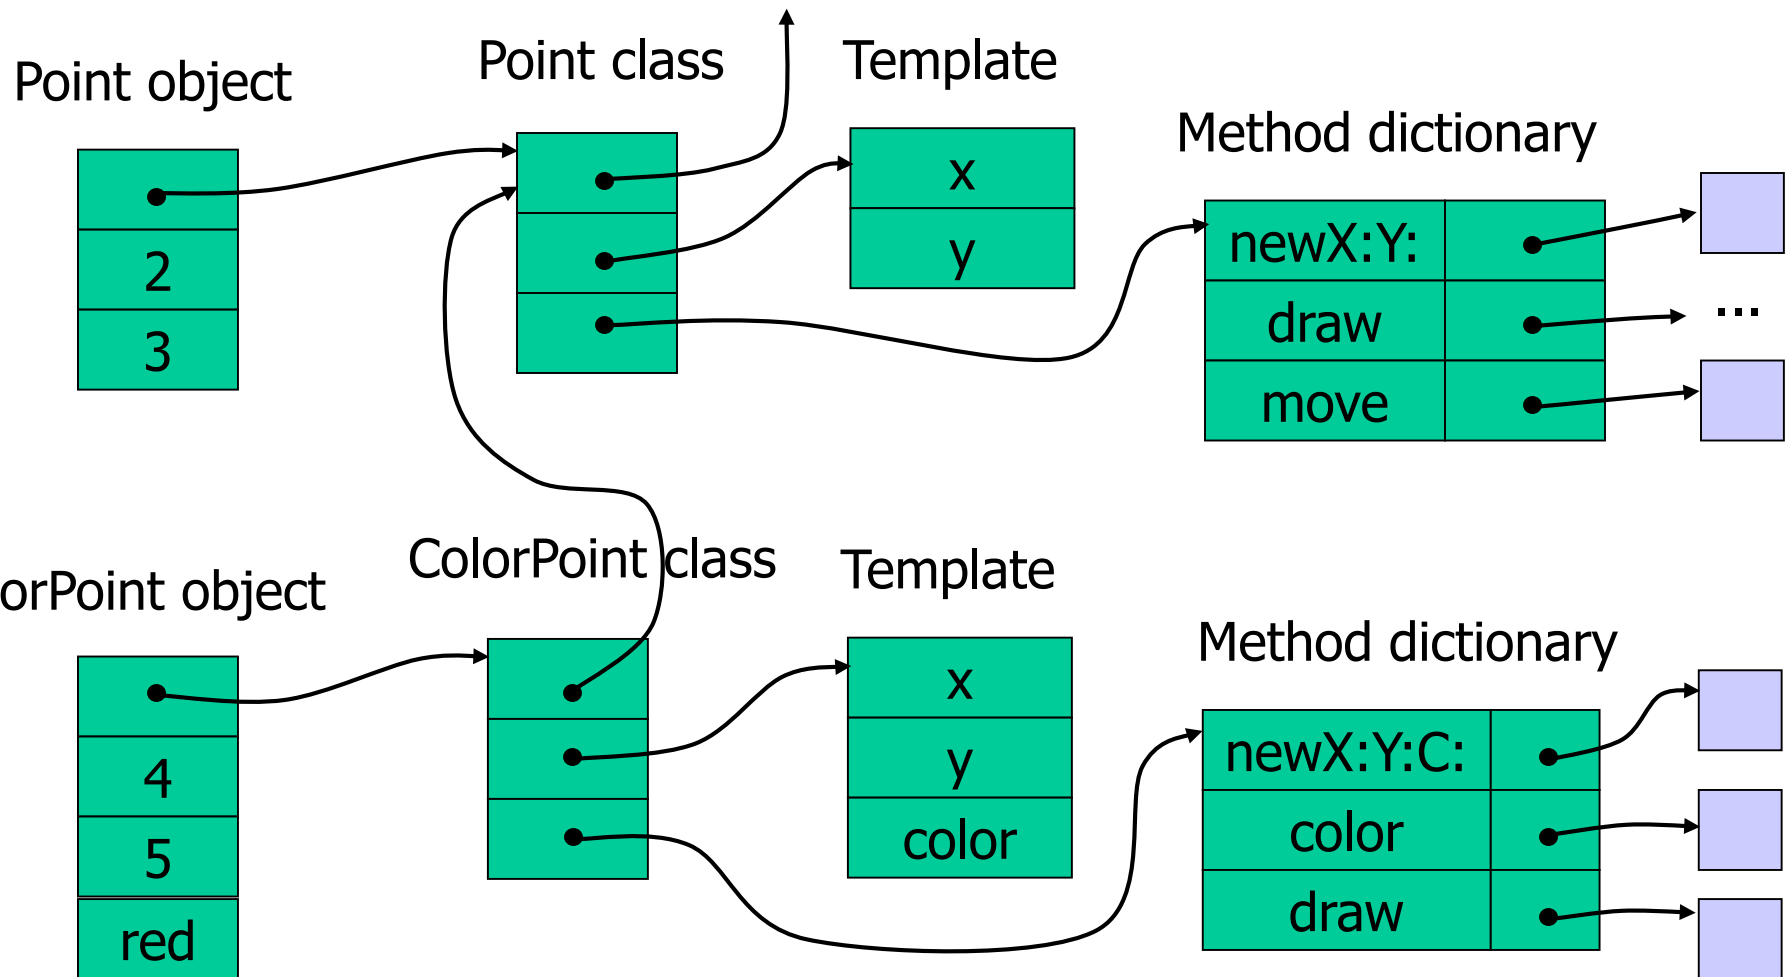 Point object
Point class
Template
Method dictionary
2
3
x
y
newX:Y:
draw
move
...
orPoint object
ColorPoint class
Template
Method dictionary
4
5
red
x
y
color
newX:Y:C:
color
draw